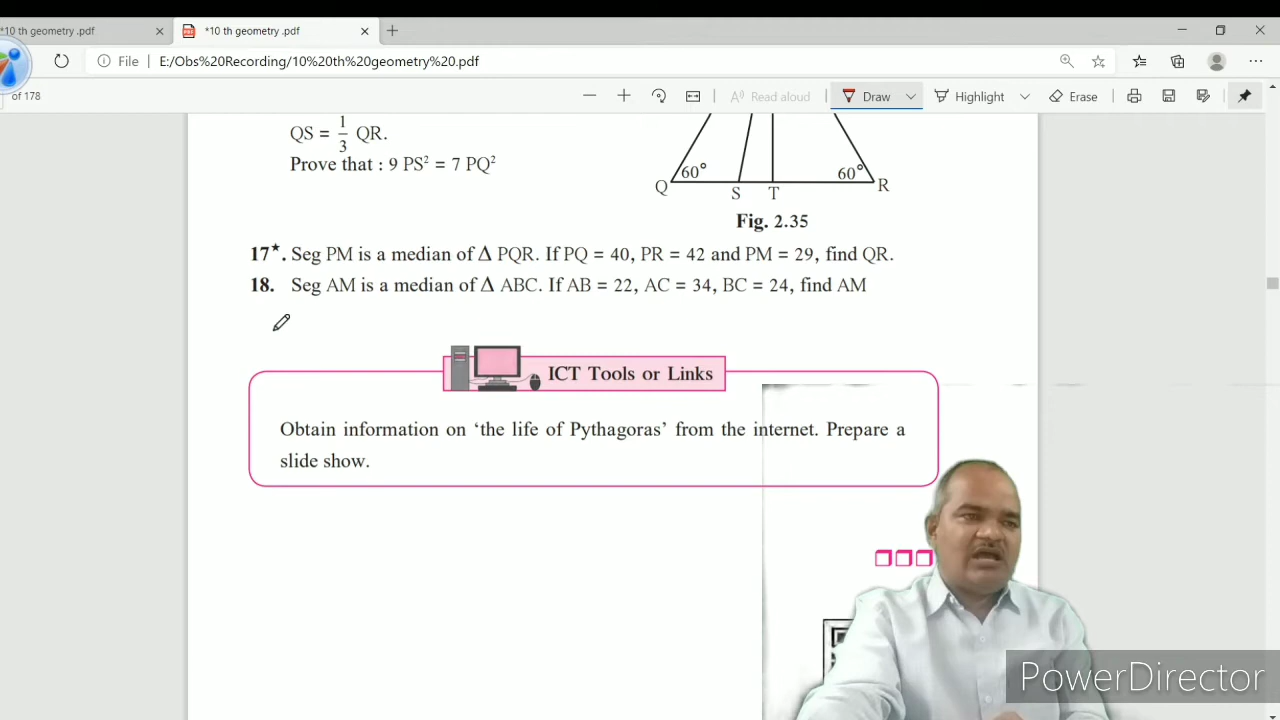 *10 th geometry .pdf
*10 th geometry .pdf
File
E:/Obs%20Recording/10%20th%20geometry%20.pdf
of 178
Read aloud
Draw
Highlight
Erase
QS = 1/3 QR.
Prove that : 9 PS² = 7 PQ²
60°
60°
Q
S
T
R
Fig. 2.35
17★. Seg PM is a median of Δ PQR. If PQ = 40, PR = 42 and PM = 29, find QR.
18. Seg AM is a median of Δ ABC. If AB = 22, AC = 34, BC = 24, find AM
ICT Tools or Links
Obtain information on ‘the life of Pythagoras’ from the internet. Prepare a
slide show.
PowerDirector